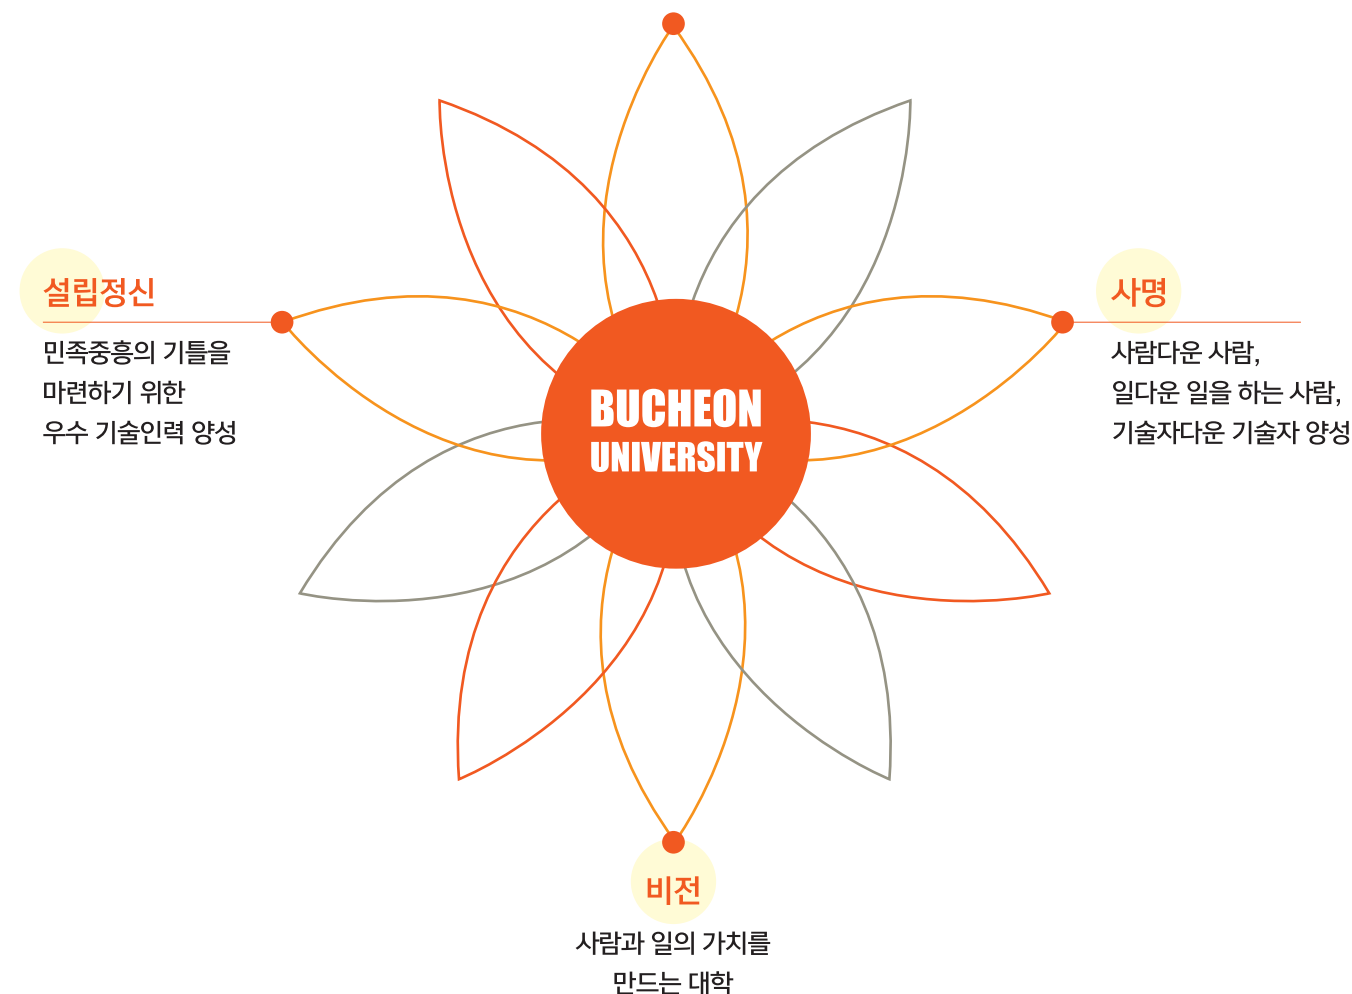 설립정신
민족중흥의 기틀을
마련하기 위한
우수 기술인력 양성
BUCHEON
UNIVERSITY
사명
사람다운 사람,
일다운 일을 하는 사람,
기술자다운 기술자 양성
비전
사람과 일의 가치를
만드는 대학